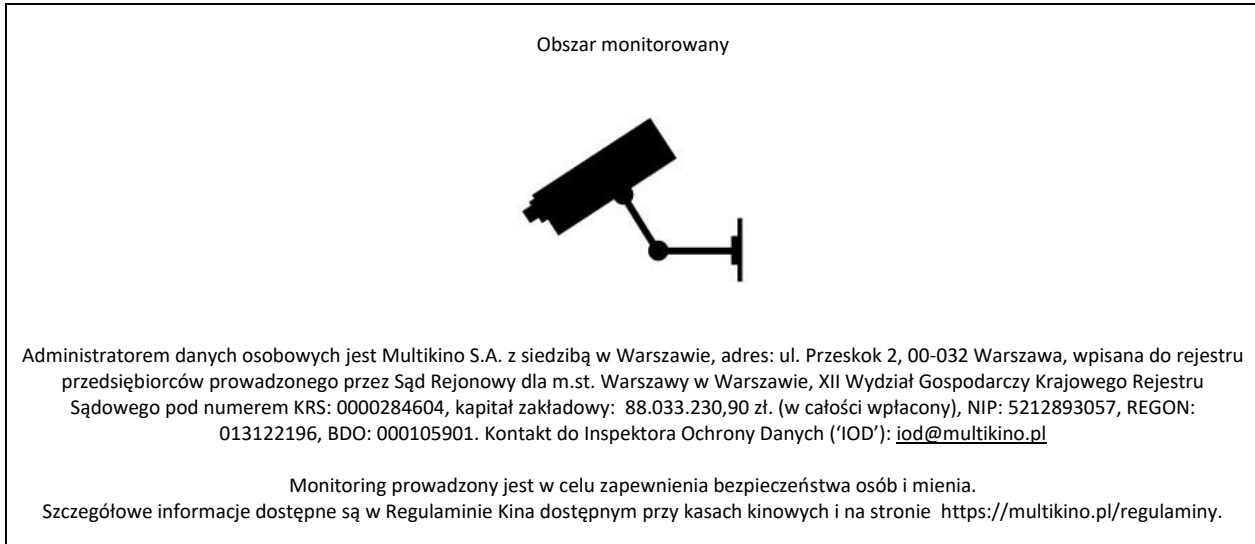 Obszar monitorowany
Administratorem danych osobowych jest Multikino S.A. z siedzibą w Warszawie, adres: ul. Przeskok 2, 00-032 Warszawa, wpisana do rejestru
przedsiębiorców prowadzonego przez Sąd Rejonowy dla m.st. Warszawy w Warszawie, XII Wydział Gospodarczy Krajowego Rejestru
Sądowego pod numerem KRS: 0000284604, kapitał zakładowy:  88.033.230,90 zł. (w całości wpłacony), NIP: 5212893057, REGON:
013122196, BDO: 000105901. Kontakt do Inspektora Ochrony Danych (‘IOD’): iod@multikino.pl
Monitoring prowadzony jest w celu zapewnienia bezpieczeństwa osób i mienia.
Szczegółowe informacje dostępne są w Regulaminie Kina dostępnym przy kasach kinowych i na stronie  https://multikino.pl/regulaminy.